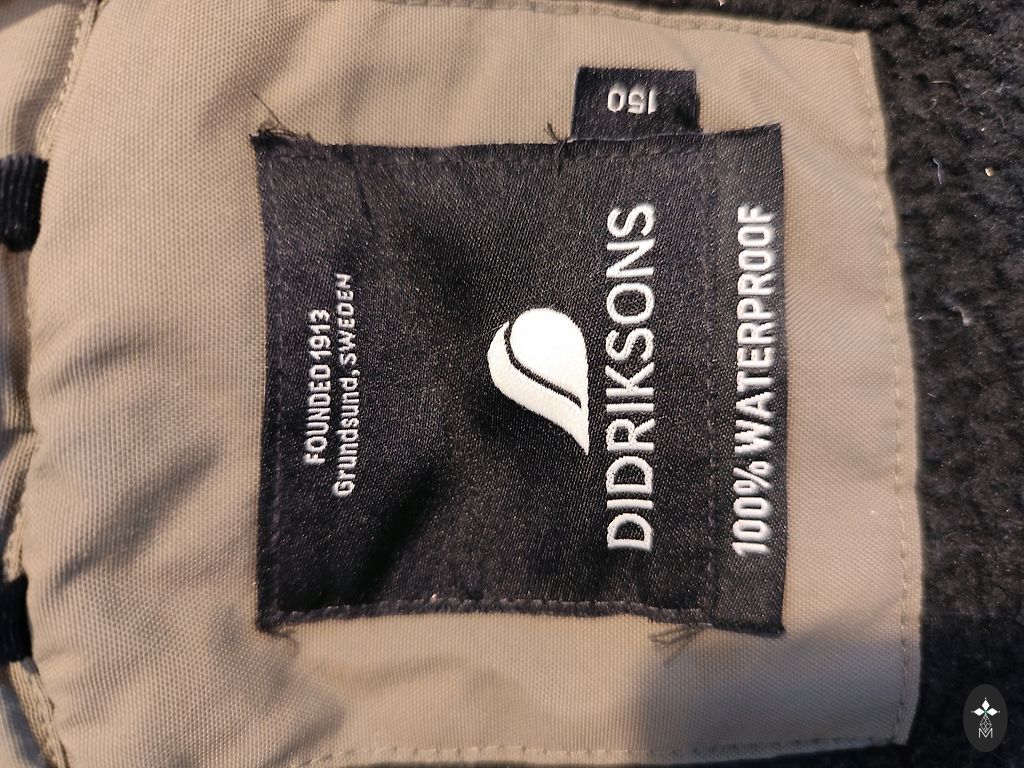 FOUNDED 1913
Grundsund, SWEDEN
DIDRIKSONS
100% WATERPROOF
150
M